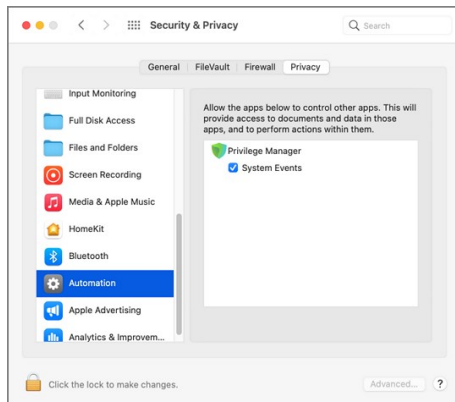 Security & Privacy
Search
General
FileVault
Firewall
Privacy
Input Monitoring
Full Disk Access
Files and Folders
Screen Recording
Media & Apple Music
HomeKit
Bluetooth
Automation
Apple Advertising
Analytics & Improvem...
Allow the apps below to control other apps. This will
provide access to documents and data in those
apps, and to perform actions within them.
Privilege Manager
System Events
Click the lock to make changes.
Advanced...
?